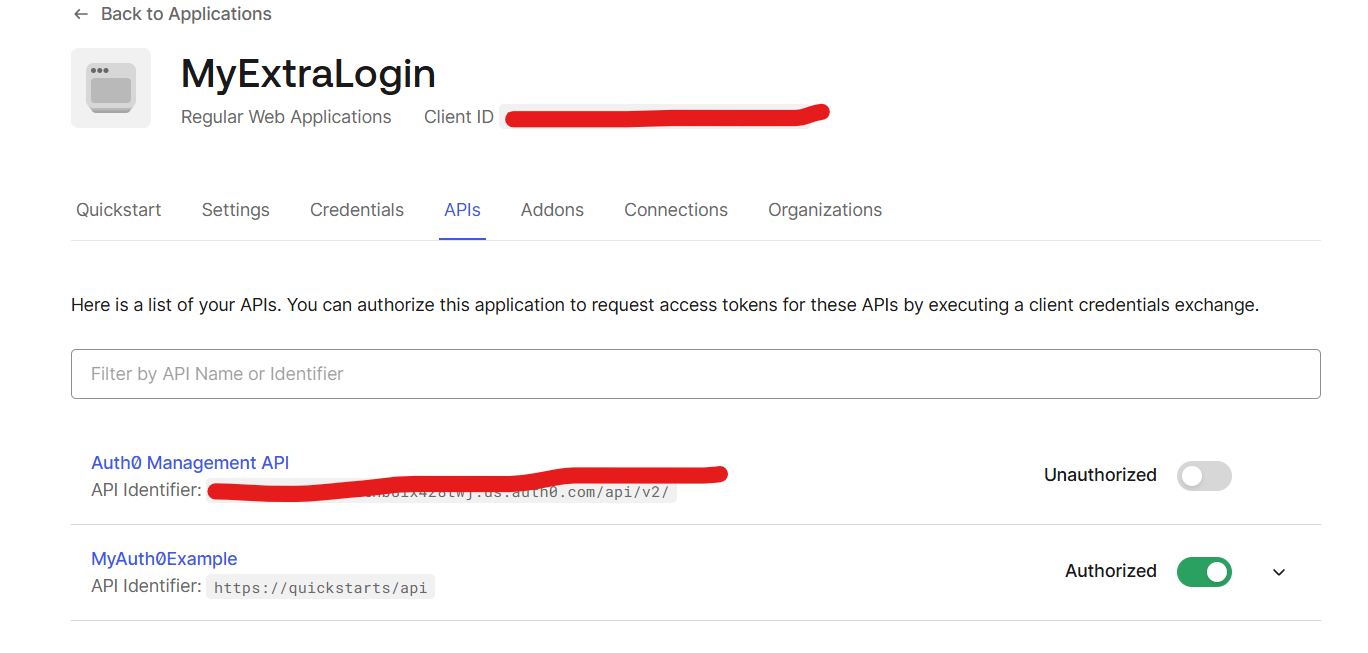 ← Back to Applications
MyExtraLogin
Regular Web Applications Client ID
Quickstart Settings Credentials APIs Addons Connections Organizations
Here is a list of your APIs. You can authorize this application to request access tokens for these APIs by executing a client credentials exchange.
Filter by API Name or Identifier
Auth0 Management API
Unauthorized
API Identifier: .us.auth0.com/api/v2/
MyAuth0Example
Authorized
API Identifier: https://quickstarts/api